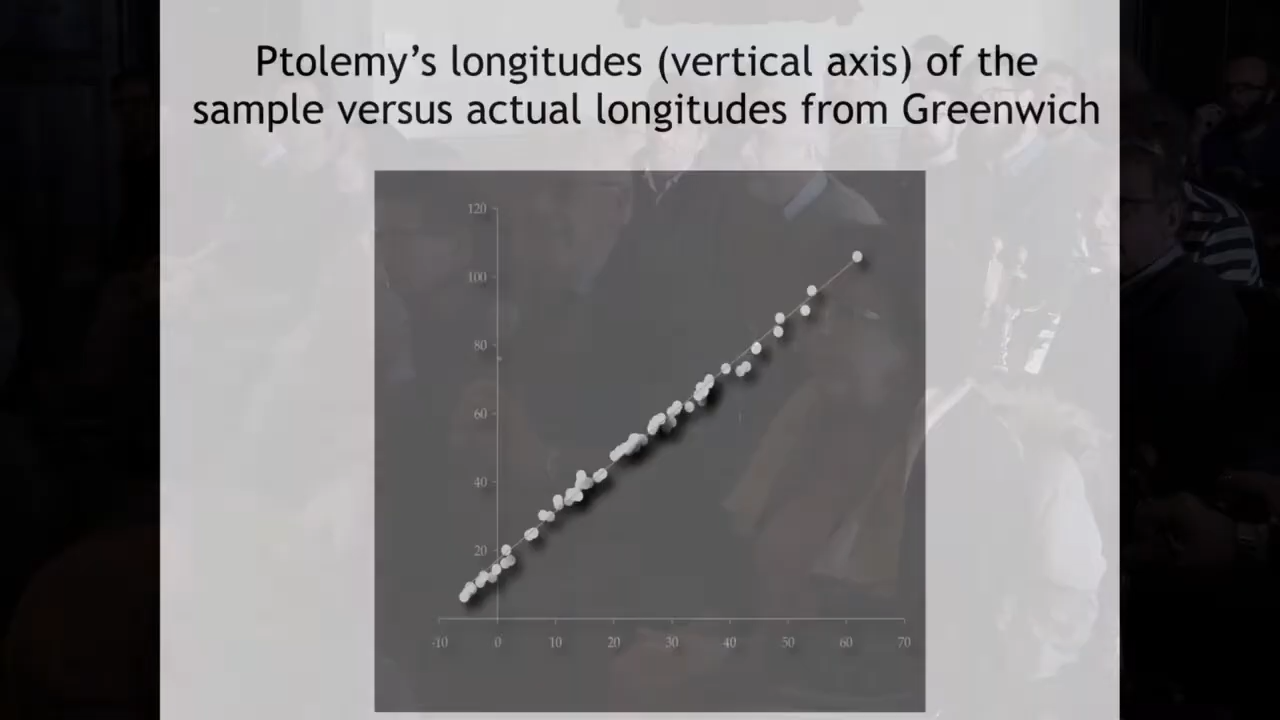 Ptolemy’s longitudes (vertical axis) of the
sample versus actual longitudes from Greenwich
120
100
80
60
40
20
-10 0 10 20 30 40 50 60 70